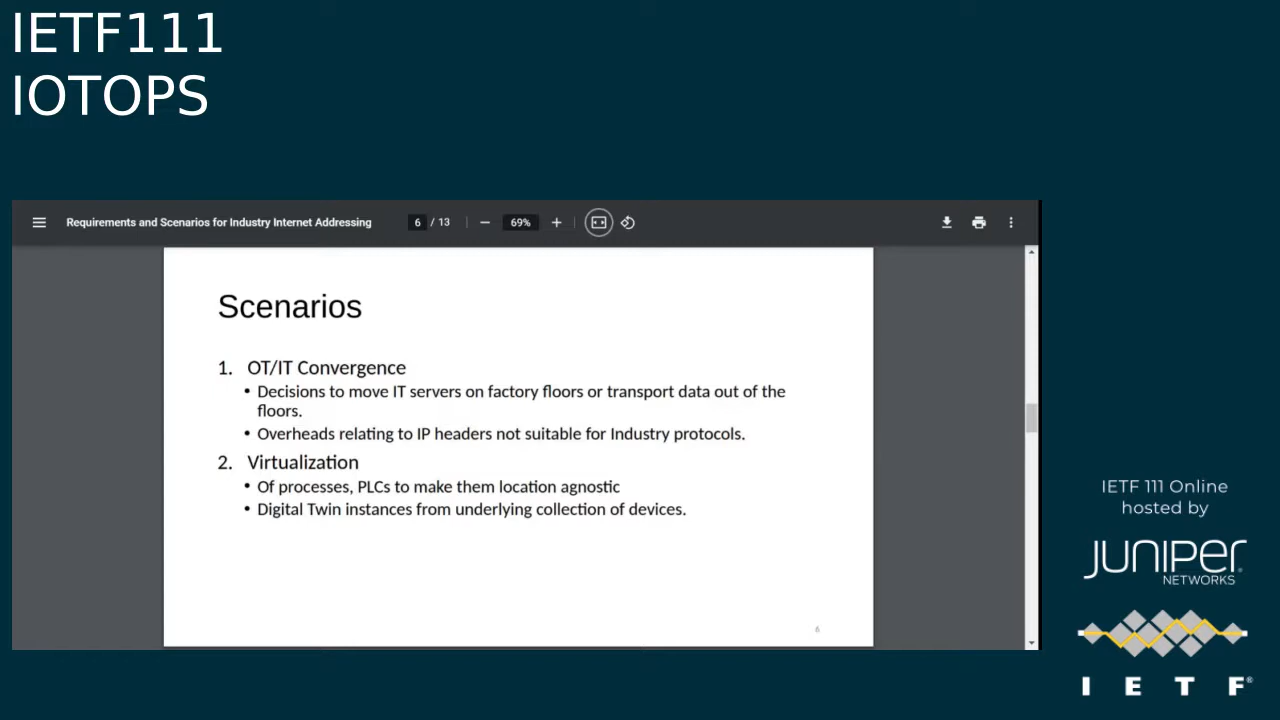 IETF111
IOTOPS
Requirements and Scenarios for Industry Internet Addressing
6 / 13
69%
Scenarios
1. OT/IT Convergence
• Decisions to move IT servers on factory floors or transport data out of the
floors.
• Overheads relating to IP headers not suitable for Industry protocols.
2. Virtualization
• Of processes, PLCs to make them location agnostic
• Digital Twin instances from underlying collection of devices.
6
IETF 111 Online
hosted by
JUNIPER
NETWORKS
I E T F®